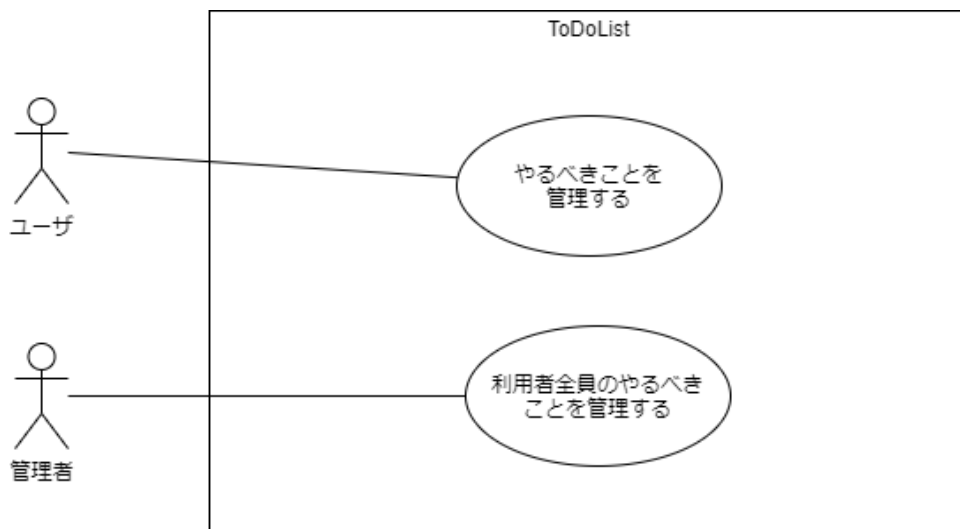 ToDoList
やるべきことを
管理する
ユーザ
利用者全員のやるべき
ことを管理する
管理者